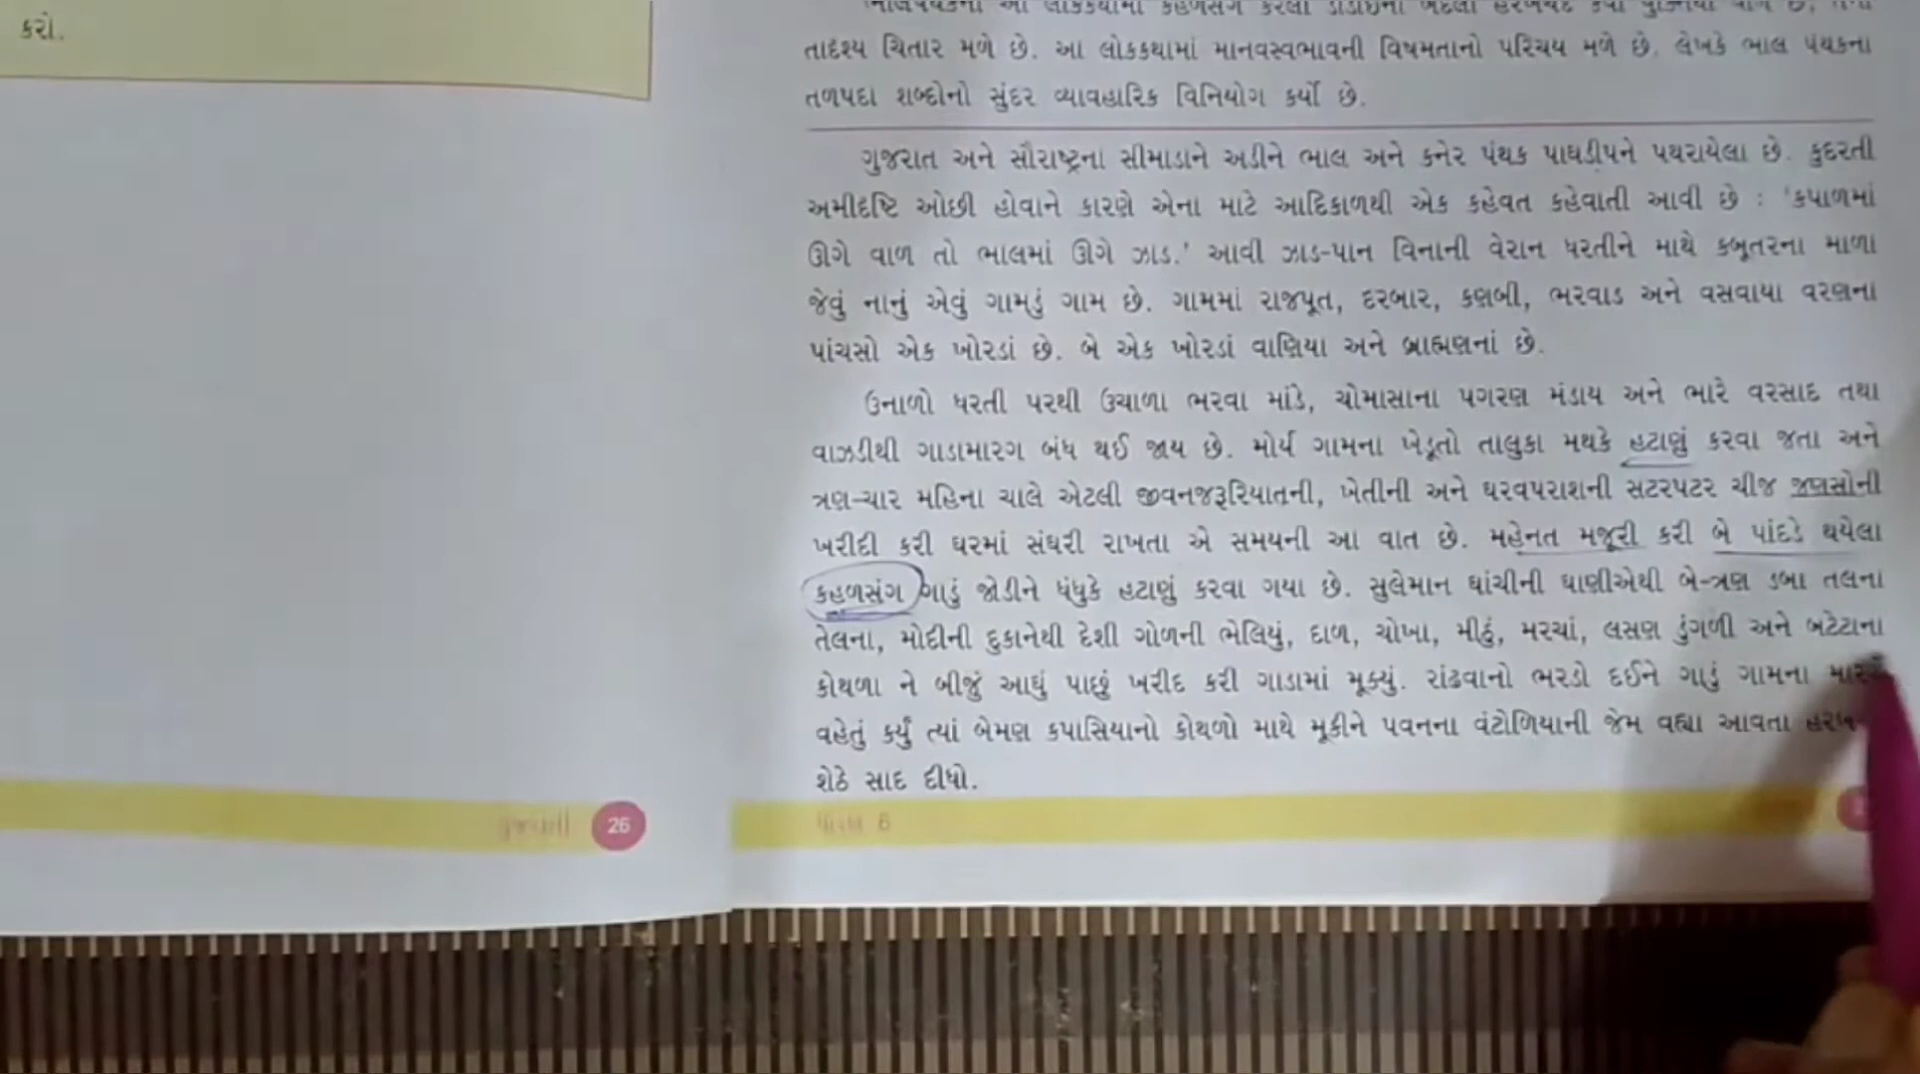 કરો.
તાદશ્ય ચિતાર મળે છે. આ લોકકથામાં માનવસ્વભાવની વિષમતાનો પરિચય મળે છે. લેખકે ભાલ પંથકના
તળપદા શબ્દોનો સુંદર વ્યાવહારિક વિનિયોગ કર્યો છે.
ગુજરાત અને સૌરાષ્ટ્રના સીમાડાને અડીને ભાલ અને કનેર પંથક પાઘડીપને પથરાયેલા છે. કુદરતી
અમીદષ્ટિ ઓછી હોવાને કારણે એના માટે આદિકાળથી એક કહેવત કહેવાતી આવી છે : 'કપાળમાં
ઊગે વાળ તો ભાલમાં ઊગે ઝાડ.' આવી ઝાડ-પાન વિનાની વેરાન ધરતીને માથે કબૂતરના માળા
જેવું નાનું એવું ગામડું ગામ છે. ગામમાં રાજપૂત, દરબાર, કણબી, ભરવાડ અને વસવાયા વરણના
પાંચસો એક ખોરડાં છે. બે એક ખોરડાં વાણિયા અને બ્રાહ્મણનાં છે.
ઉનાળો ધરતી પરથી ઉચાળા ભરવા માંડે, ચોમાસાના પગરણ મંડાય અને ભારે વરસાદ તથા
વાઝડીથી ગાડામારગ બંધ થઈ જાય છે. મોર્ય ગામના ખેડૂતો તાલુકા મથકે હટાણું કરવા જતા અને
ત્રણ-ચાર મહિના ચાલે એટલી જીવનજરૂરિયાતની, ખેતીની અને ઘરવપરાશની સટરપટર ચીજ જણસોની
ખરીદી કરી ઘરમાં સંઘરી રાખતા એ સમયની આ વાત છે. મહેનત મજૂરી કરી બે પાંદડે થયેલા
કહળસંગ ગાડું જોડીને ધંધુકે હટાણું કરવા ગયા છે. સુલેમાન ઘાંચીની ઘાણીએથી બે-ત્રણ ડબા તલના
તેલના, મોદીની દુકાનેથી દેશી ગોળની ભેલિયું, દાળ, ચોખા, મીઠું, મરચાં, લસણ ડુંગળી અને બટેટાના
કોથળા ને બીજું આઘું પાછું ખરીદ કરી ગાડામાં મૂક્યું. રાંઢવાનો ભરડો દઈને ગાડું ગામના
વહેતું કર્યું ત્યાં બેમણ કપાસિયાનો કોથળો માથે મૂકીને પવનના વંટોળિયાની જેમ વહ્યા આવતા
શેઠે સાદ દીધો.
ગુજરાતી 26
ધોરણ 8